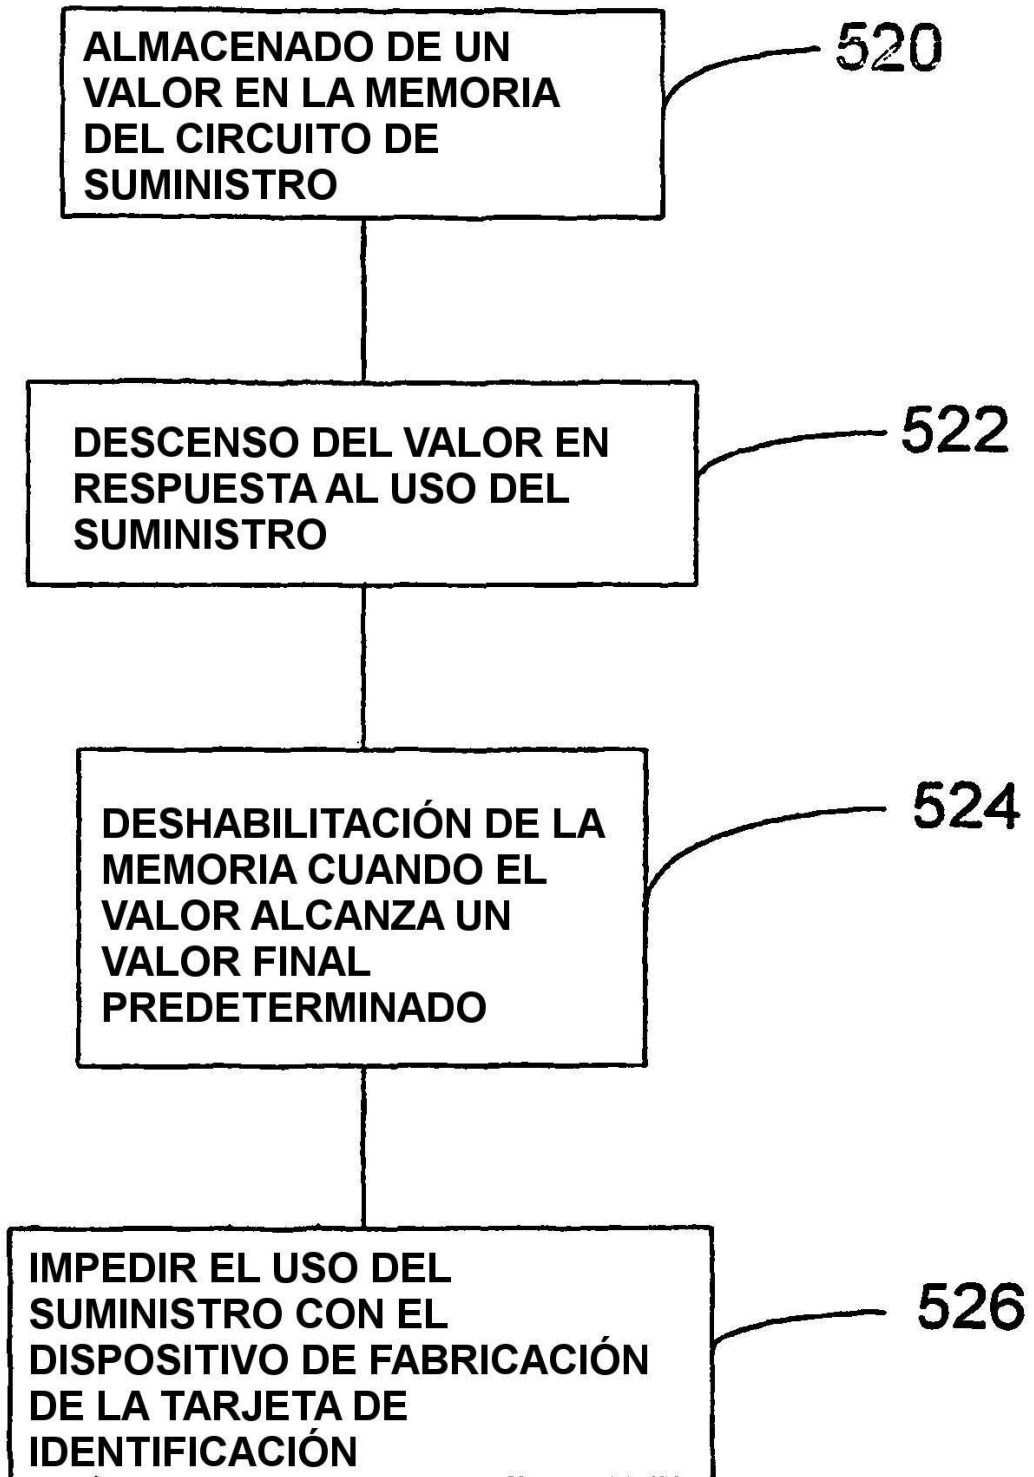 ALMACENADO DE UN
VALOR EN LA MEMORIA
DEL CIRCUITO DE
SUMINISTRO
520
DESCENSO DEL VALOR EN
RESPUESTA AL USO DEL
SUMINISTRO
522
DESHABILITACIÓN DE LA
MEMORIA CUANDO EL
VALOR ALCANZA UN
VALOR FINAL
PREDETERMINADO
524
IMPEDIR EL USO DEL
SUMINISTRO CON EL
DISPOSITIVO DE FABRICACIÓN
DE LA TARJETA DE
IDENTIFICACIÓN
526